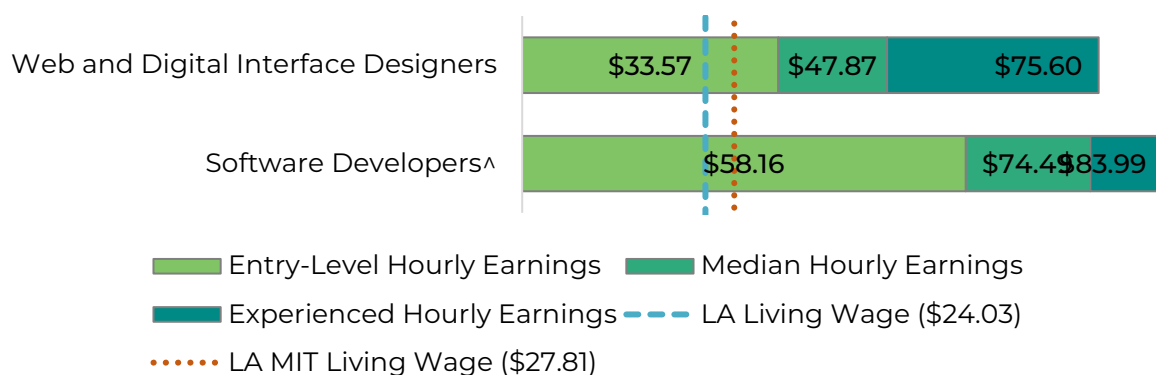 Web and Digital Interface Designers $33.57 $47.87 $75.60
Software Developers^ $58.16 $74.49 $83.99
Entry-Level Hourly Earnings Median Hourly Earnings
Experienced Hourly Earnings LA Living Wage ($24.03)
LA MIT Living Wage ($27.81)